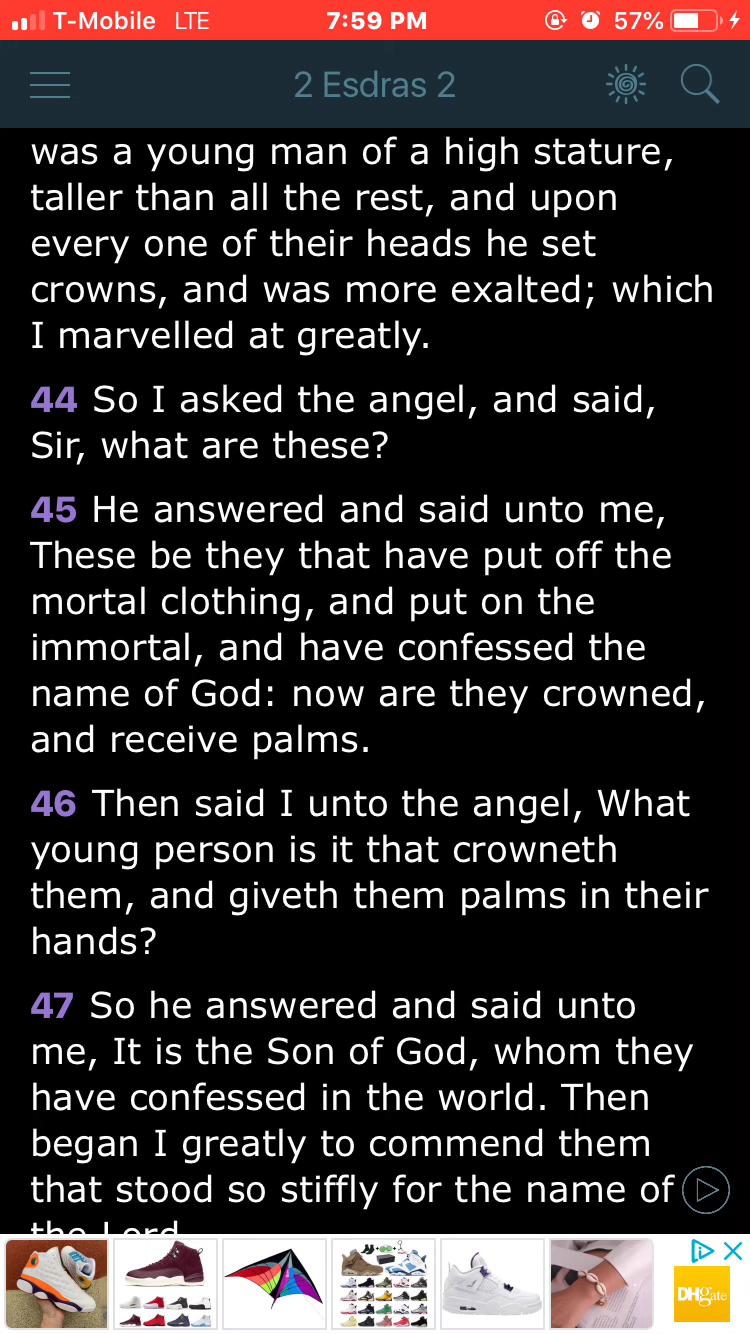 T-Mobile LTE 7:59 PM 57%
2 Esdras 2
was a young man of a high stature,
taller than all the rest, and upon
every one of their heads he set
crowns, and was more exalted; which
I marvelled at greatly.
44 So I asked the angel, and said,
Sir, what are these?
45 He answered and said unto me,
These be they that have put off the
mortal clothing, and put on the
immortal, and have confessed the
name of God: now are they crowned,
and receive palms.
46 Then said I unto the angel, What
young person is it that crowneth
them, and giveth them palms in their
hands?
47 So he answered and said unto
me, It is the Son of God, whom they
have confessed in the world. Then
began I greatly to commend them
that stood so stiffly for the name of
the Lord
DHgate